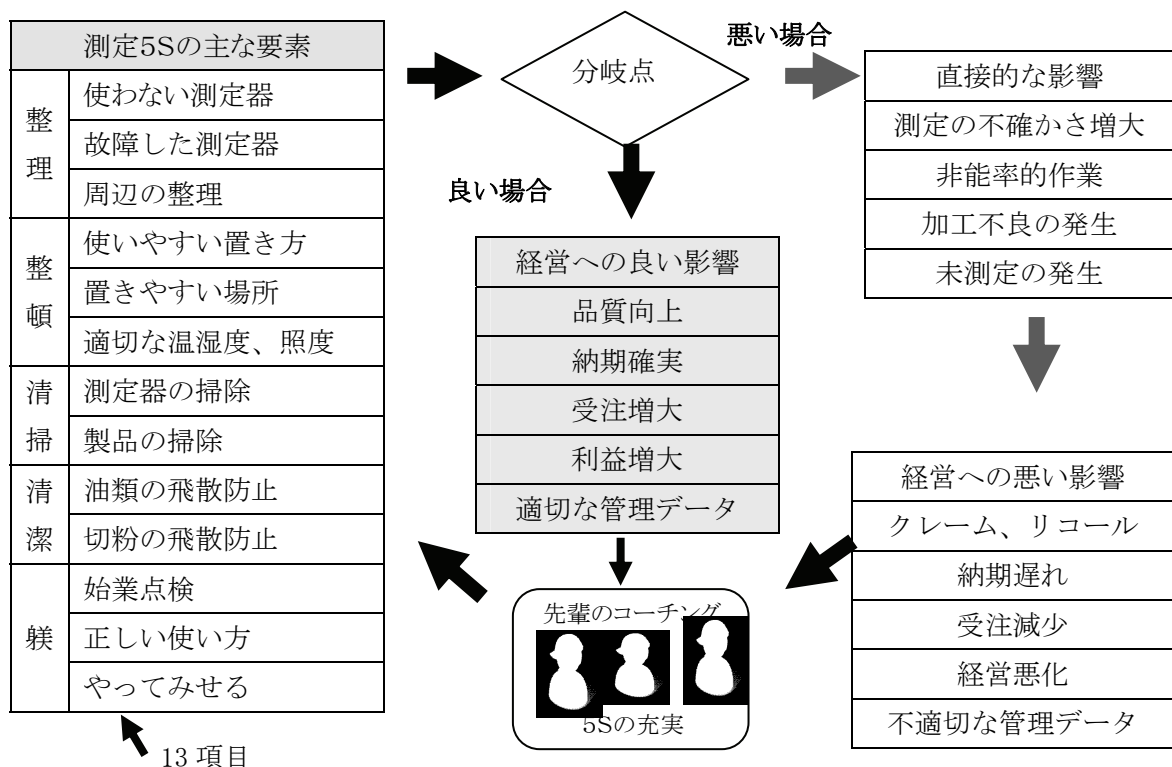 測定5Sの主な要素
整理
使わない測定器
故障した測定器
周辺の整理
整頓
使いやすい置き方
置きやすい場所
適切な温湿度、照度
清掃
測定器の掃除
製品の掃除
清潔
油類の飛散防止
切粉の飛散防止
躾
始業点検
正しい使い方
やってみせる
13 項目
分岐点
悪い場合
良い場合
経営への良い影響
品質向上
納期確実
受注増大
利益増大
適切な管理データ
先輩のコーチング
5Sの充実
直接的な影響
測定の不確かさ増大
非能率的作業
加工不良の発生
未測定の発生
経営への悪い影響
クレーム、リコール
納期遅れ
受注減少
経営悪化
不適切な管理データ